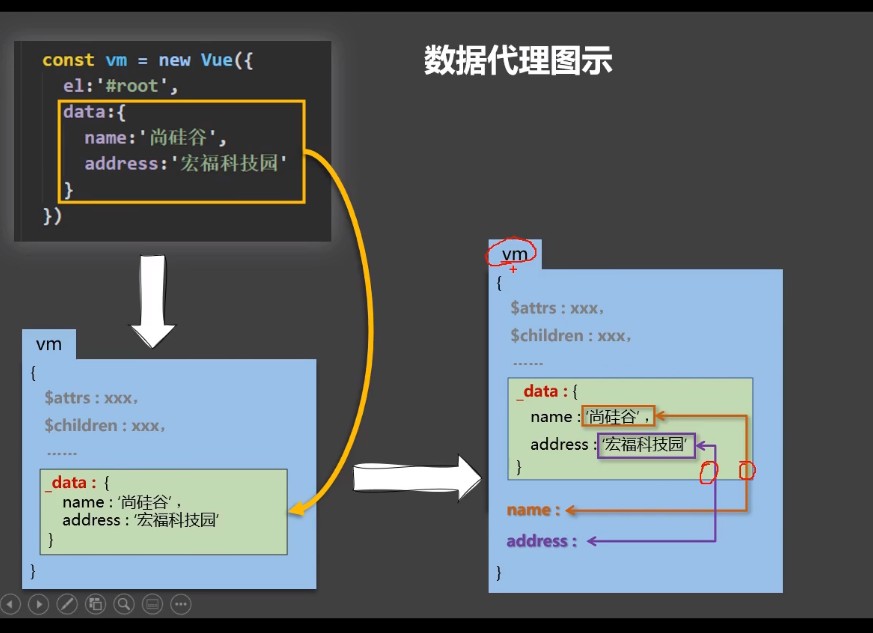 数据代理图示
const vm = new Vue({
el:'#root',
data:{
name:'尚硅谷',
address:'宏福科技园'
}
})
vm
{
$attrs : xxx,
$children : xxx,
......
_data : {
name : '尚硅谷' ,
address : '宏福科技园'
}
}
vm
{
$attrs : xxx,
$children : xxx,
......
_data : {
name : '尚硅谷' ,
address : '宏福科技园'
}
name :
address :
}